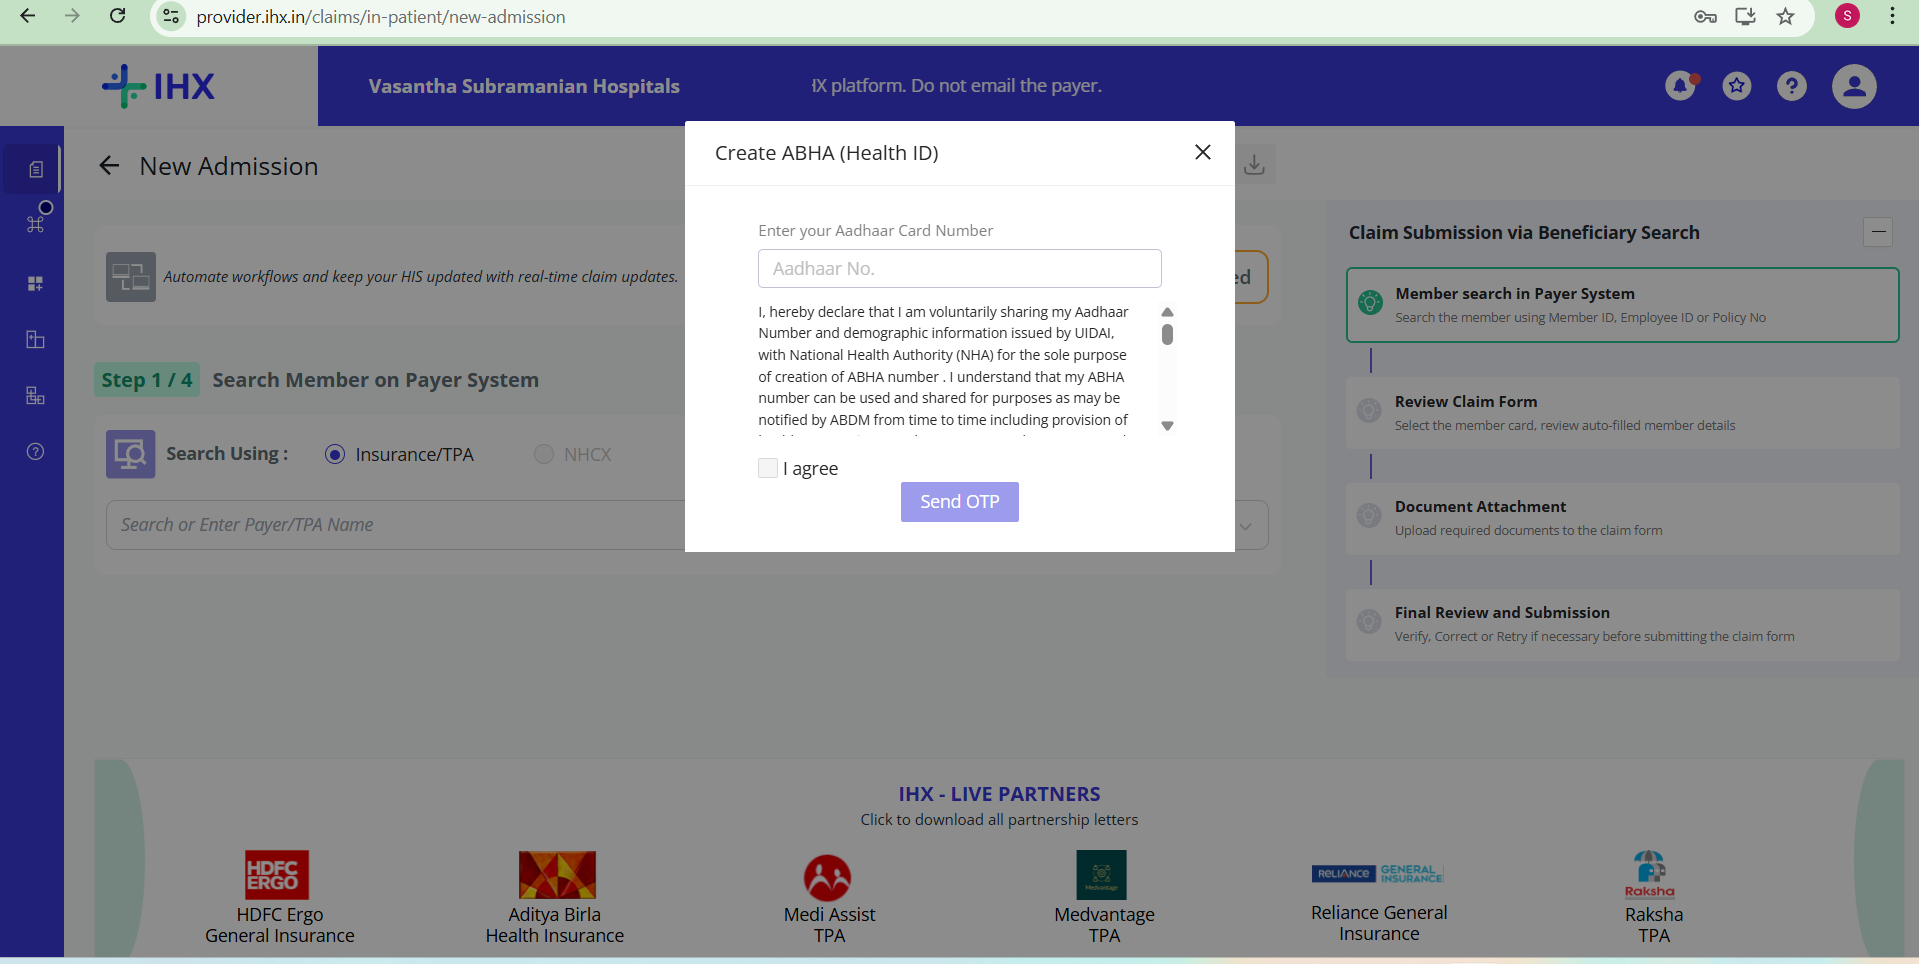 provider.ihx.in/claims/in-patient/new-admission
S
IHX
Vasantha Subramanian Hospitals
IX platform. Do not email the payer.
New Admission
Create ABHA (Health ID)
Enter your Aadhaar Card Number
Aadhaar No.
I, hereby declare that I am voluntarily sharing my Aadhaar
Number and demographic information issued by UIDAI,
with National Health Authority (NHA) for the sole purpose
of creation of ABHA number . I understand that my ABHA
number can be used and shared for purposes as may be
notified by ABDM from time to time including provision of
I agree
Send OTP
Automate workflows and keep your HIS updated with real-time claim updates.
ed
Step 1 / 4 Search Member on Payer System
Search Using : Insurance/TPA NHCX
Search or Enter Payer/TPA Name
Claim Submission via Beneficiary Search
Member search in Payer System
Search the member using Member ID, Employee ID or Policy No
Review Claim Form
Select the member card, review auto-filled member details
Document Attachment
Upload required documents to the claim form
Final Review and Submission
Verify, Correct or Retry if necessary before submitting the claim form
IHX - LIVE PARTNERS
Click to download all partnership letters
HDFC
ERGO
HDFC Ergo
General Insurance
Aditya Birla
Health Insurance
Medi Assist
TPA
Medvantage
Medvantage
TPA
RELIANCE GENERAL
INSURANCE
Reliance General
Insurance
Raksha
Raksha
TPA